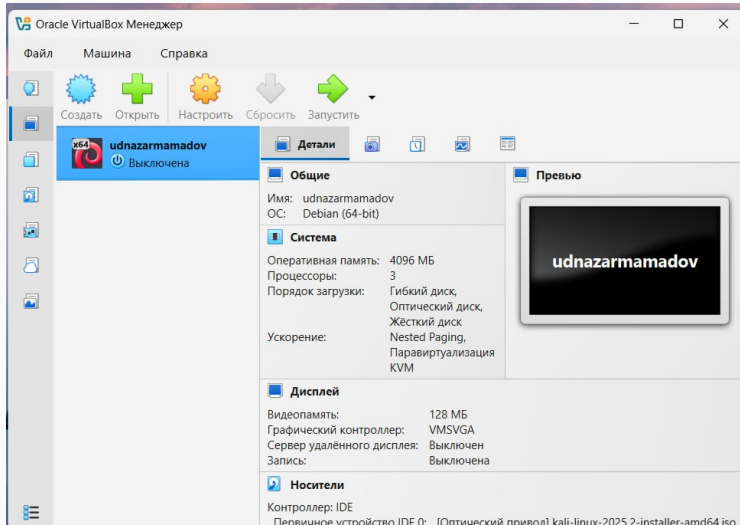 Oracle VirtualBox Менеджер
Файл Машина Справка
Создать Открыть Настроить Сбросить Запустить
x64
udnazarmamadov
Выключена
Детали
Общие
Имя: udnazarmamadov
ОС: Debian (64-bit)
Превью
udnazarmamadov
Система
Оперативная память: 4096 МБ
Процессоры: 3
Порядок загрузки: Гибкий диск,
Оптический диск,
Жёсткий диск
Ускорение: Nested Paging,
Паравиртуализация
KVM
Дисплей
Видеопамять: 128 МБ
Графический контроллер: VMSVGA
Сервер удалённого дисплея: Выключен
Запись: Выключена
Носители
Контроллер: IDE
Первичное устройство IDE 0: [Оптический привод] kali-linux-2025.2-installer-amd64.iso